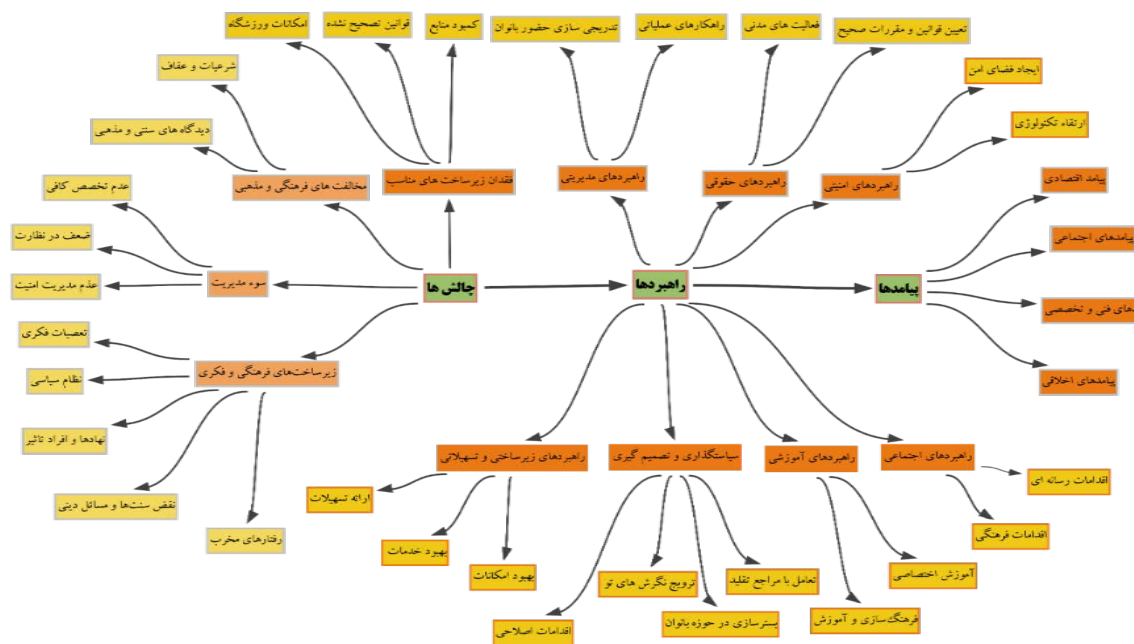 تعیین قوانین و مقررات صحیح
فعالیت های مدنی
راهکارهای عملیاتی
تدریجی سازی حضور بانوان
کمبود منابع
قوانین تصحیح نشده
امکانات ورزشگاه
شرعیات و عفاف
دیدگاه های سنتی و مذهبی
ایجاد فضای امن
ارتقاء تکنولوژی
راهبردهای امنیتی
راهبردهای حقوقی
راهبردهای مدیریتی
فقدان زیرساخت های مناسب
مخالفت های فرهنگی و مذهبی
عدم تخصص کافی
ضعف در نظارت
عذم مدیریت امنیت
سوء مدیریت
پیامد اقتصادی
پیامدهای اجتماعی
دهای فنی و تخصصی
پیامدهای اخلاقی
پیامدها
راهبردها
چالش ها
تعصبات فکری
نظام سیاسی
نهادها و افراد تاثیر
نقض سنت‌ها و مسائل دینی
رفتارهای مخرب
زیرساخت‌های فرهنگی و فکری
راهبردهای اجتماعی
راهبردهای آموزشی
سیاستگذاری و تصمیم گیری
راهبردهای زیرساختی و تسهیلاتی
اقدامات رسانه ای
اقدامات فرهنگی
آموزش اختصاصی
فرهنگ‌سازی و آموزش
تعامل با مراجع تقلید
بسترسازی در حوزه بانوان
ترویج نگرش های نو
اقدامات اصلاحی
بهبود امکانات
بهبود خدمات
ارائه تسهیلات